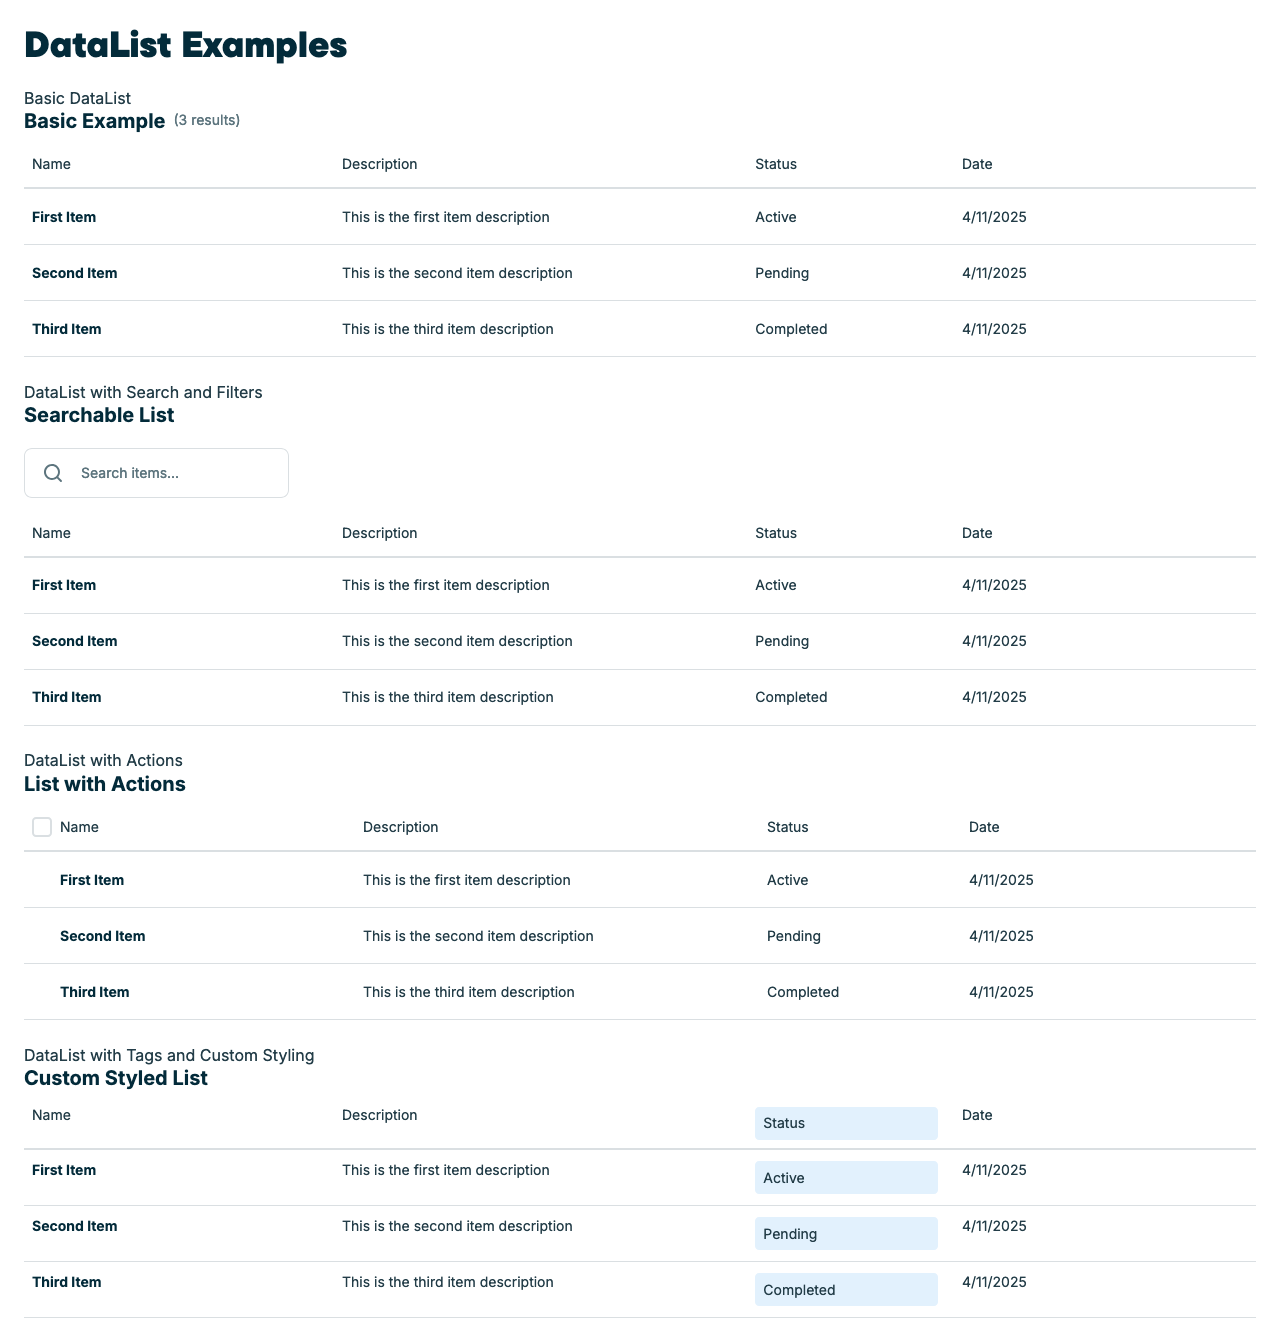 DataList Examples
Basic DataList
Basic Example (3 results)
Name Description Status Date
First Item This is the first item description Active 4/11/2025
Second Item This is the second item description Pending 4/11/2025
Third Item This is the third item description Completed 4/11/2025
DataList with Search and Filters
Searchable List
Search items...
Name Description Status Date
First Item This is the first item description Active 4/11/2025
Second Item This is the second item description Pending 4/11/2025
Third Item This is the third item description Completed 4/11/2025
DataList with Actions
List with Actions
Name Description Status Date
First Item This is the first item description Active 4/11/2025
Second Item This is the second item description Pending 4/11/2025
Third Item This is the third item description Completed 4/11/2025
DataList with Tags and Custom Styling
Custom Styled List
Name Description Status Date
First Item This is the first item description Active 4/11/2025
Second Item This is the second item description Pending 4/11/2025
Third Item This is the third item description Completed 4/11/2025